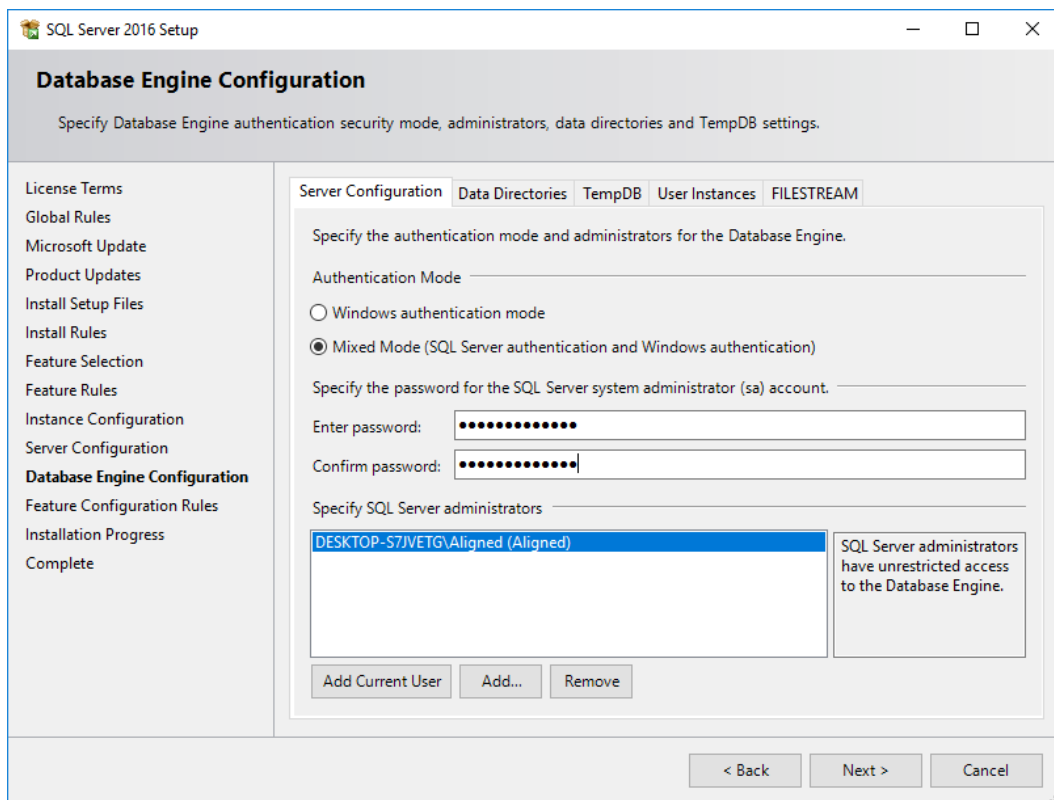 SQL Server 2016 Setup
Database Engine Configuration
Specify Database Engine authentication security mode, administrators, data directories and TempDB settings.
License Terms
Global Rules
Microsoft Update
Product Updates
Install Setup Files
Install Rules
Feature Selection
Feature Rules
Instance Configuration
Server Configuration
Database Engine Configuration
Feature Configuration Rules
Installation Progress
Complete
Server Configuration Data Directories TempDB User Instances FILESTREAM
Specify the authentication mode and administrators for the Database Engine.
Authentication Mode
Windows authentication mode
Mixed Mode (SQL Server authentication and Windows authentication)
Specify the password for the SQL Server system administrator (sa) account.
Enter password: ●●●●●●●●●●●●●
Confirm password: ●●●●●●●●●●●●●
Specify SQL Server administrators
DESKTOP-S7JVETG\Aligned (Aligned)
SQL Server administrators
have unrestricted access
to the Database Engine.
Add Current User Add... Remove
< Back Next > Cancel